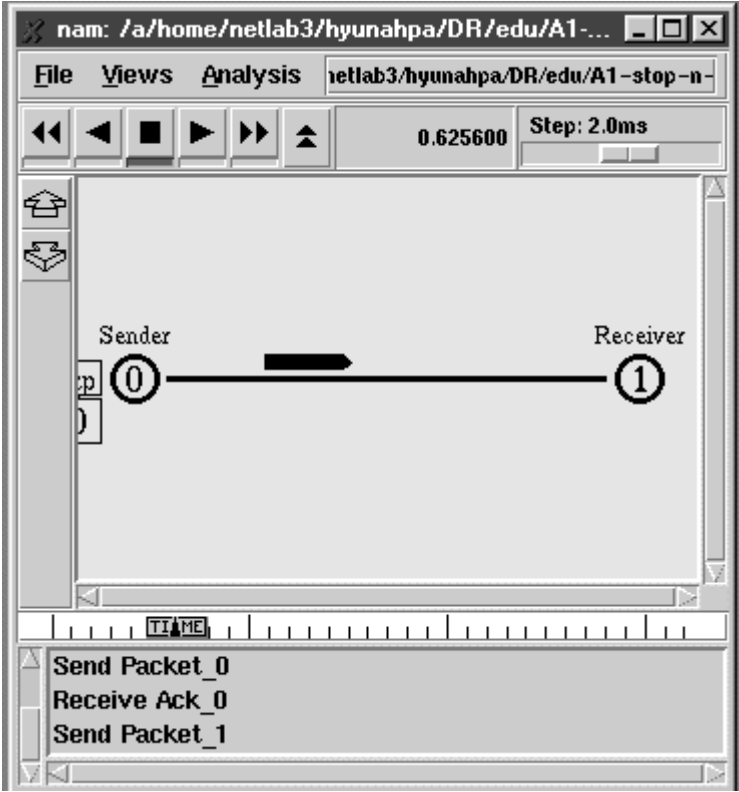 nam: /a/home/netlab3/hyunahpa/DR/edu/A1-...
File Views Analysis
netlab3/hyunahpa/DR/edu/A1-stop-n-
0.625600
Step: 2.0ms
Sender
Receiver
0
1
TIME
Send Packet_0
Receive Ack_0
Send Packet_1